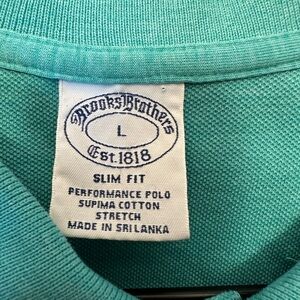 Brooks Brothers
L
Est. 1818
SLIM FIT
PERFORMANCE POLO
SUPIMA COTTON
STRETCH
MADE IN SRI LANKA